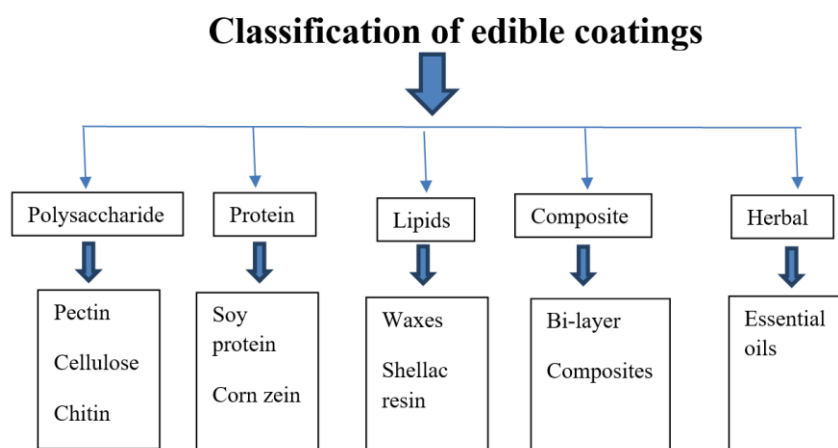 Classification of edible coatings
Polysaccharide
Protein
Lipids
Composite
Herbal
Pectin
Cellulose
Chitin
Soy
protein
Corn zein
Waxes
Shellac
resin
Bi-layer
Composites
Essential
oils